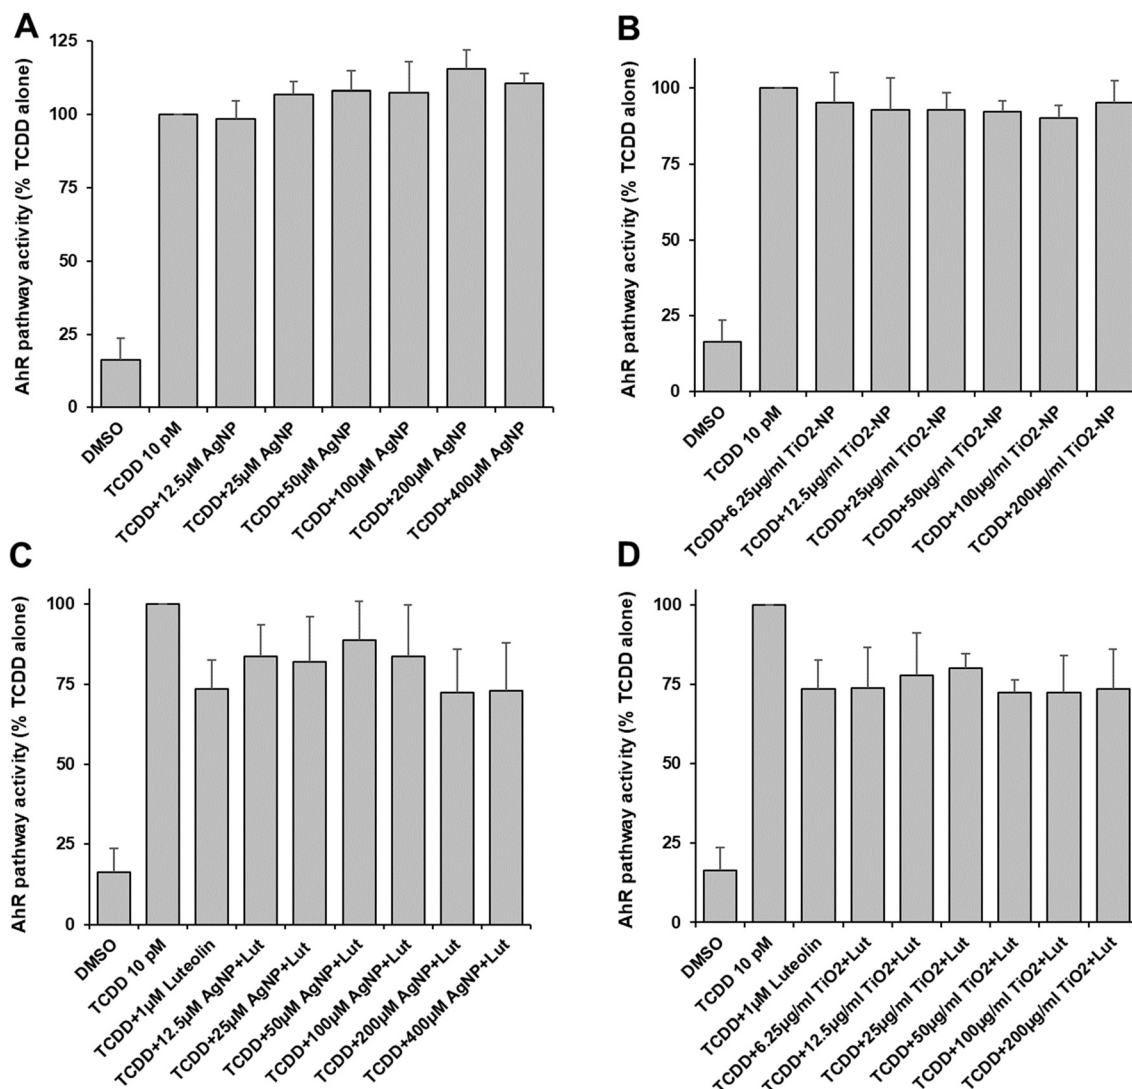 A
AhR pathway activity (% TCDD alone)
125
100
75
50
25
0
DMSO
TCDD 10 pM
TCDD+12.5µM AgNP
TCDD+25µM AgNP
TCDD+50µM AgNP
TCDD+100µM AgNP
TCDD+200µM AgNP
TCDD+400µM AgNP
B
AhR pathway activity (% TCDD alone)
100
75
50
25
0
DMSO
TCDD 10 pM
TCDD+6.25µg/ml TiO2-NP
TCDD+12.5µg/ml TiO2-NP
TCDD+25µg/ml TiO2-NP
TCDD+50µg/ml TiO2-NP
TCDD+100µg/ml TiO2-NP
TCDD+200µg/ml TiO2-NP
C
AhR pathway activity (% TCDD alone)
100
75
50
25
0
DMSO
TCDD 10 pM
TCDD+1µM Luteolin
TCDD+12.5µM AgNP+Lut
TCDD+25µM AgNP+Lut
TCDD+50µM AgNP+Lut
TCDD+100µM AgNP+Lut
TCDD+200µM AgNP+Lut
TCDD+400µM AgNP+Lut
D
AhR pathway activity (% TCDD alone)
100
75
50
25
0
DMSO
TCDD 10 pM
TCDD+1µM Luteolin
TCDD+6.25µg/ml TiO2+Lut
TCDD+12.5µg/ml TiO2+Lut
TCDD+25µg/ml TiO2+Lut
TCDD+50µg/ml TiO2+Lut
TCDD+100µg/ml TiO2+Lut
TCDD+200µg/ml TiO2+Lut